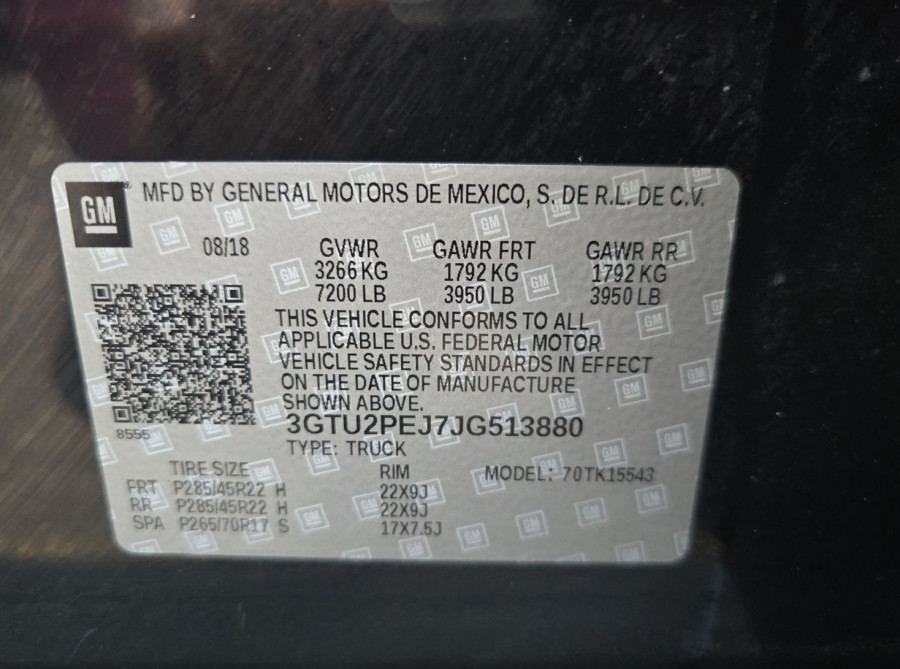 GM MFD BY GENERAL MOTORS DE MEXICO, S. DE R.L. DE C.V.
08/18 GVWR GAWR FRT GAWR RR
3266 KG 1792 KG 1792 KG
7200 LB 3950 LB 3950 LB
THIS VEHICLE CONFORMS TO ALL
APPLICABLE U.S. FEDERAL MOTOR
VEHICLE SAFETY STANDARDS IN EFFECT
ON THE DATE OF MANUFACTURE
SHOWN ABOVE.
3GTU2PEJ7JG513880
8555
TYPE: TRUCK
TIRE SIZE RIM MODEL: 70TK15543
FRT P285/45R22 H 22X9J
RR P285/45R22 H 22X9J
SPA P265/70R17 S 17X7.5J